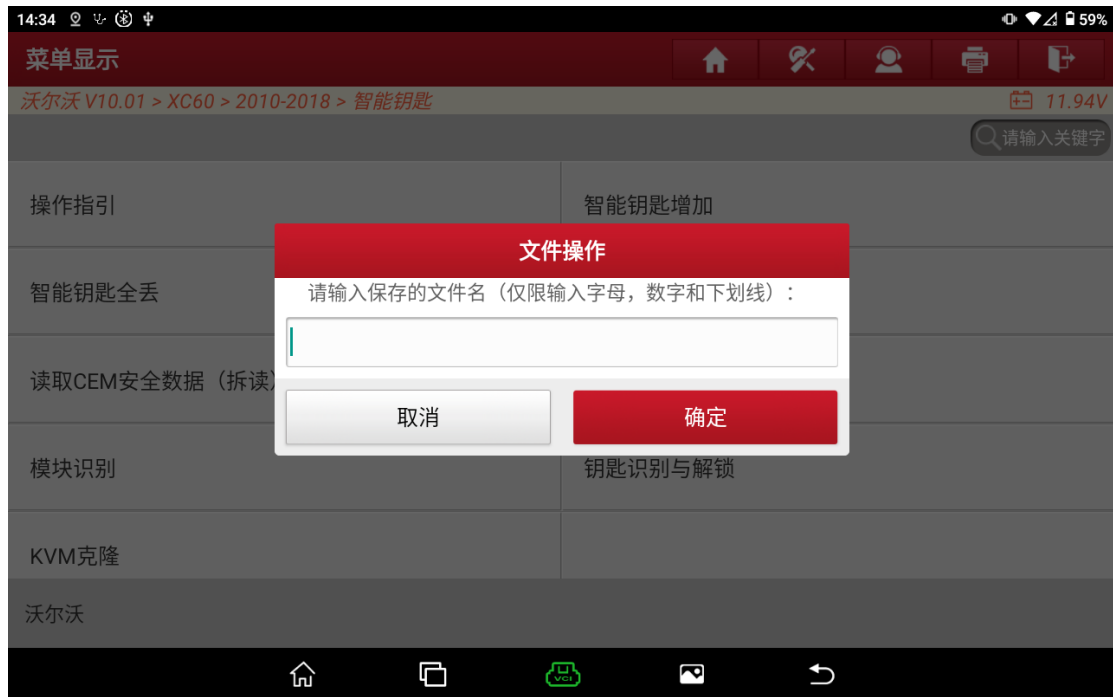 14:34 59%
菜单显示
沃尔沃 V10.01 > XC60 > 2010-2018 > 智能钥匙 11.94V
请输入关键字
操作指引 智能钥匙增加
文件操作
智能钥匙全丢
请输入保存的文件名（仅限输入字母，数字和下划线）：
读取CEM安全数据（拆读）
取消 确定
模块识别 钥匙识别与解锁
KVM克隆
沃尔沃
VCI